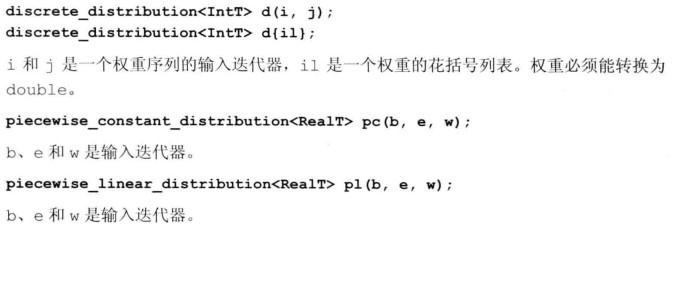 discrete_distribution<IntT> d(i, j);
discrete_distribution<IntT> d{il};
i 和 j 是一个权重序列的输入迭代器，il 是一个权重的花括号列表。权重必须能转换为
double。
piecewise_constant_distribution<RealT> pc(b, e, w);
b、e 和 w 是输入迭代器。
piecewise_linear_distribution<RealT> pl(b, e, w);
b、e 和 w 是输入迭代器。